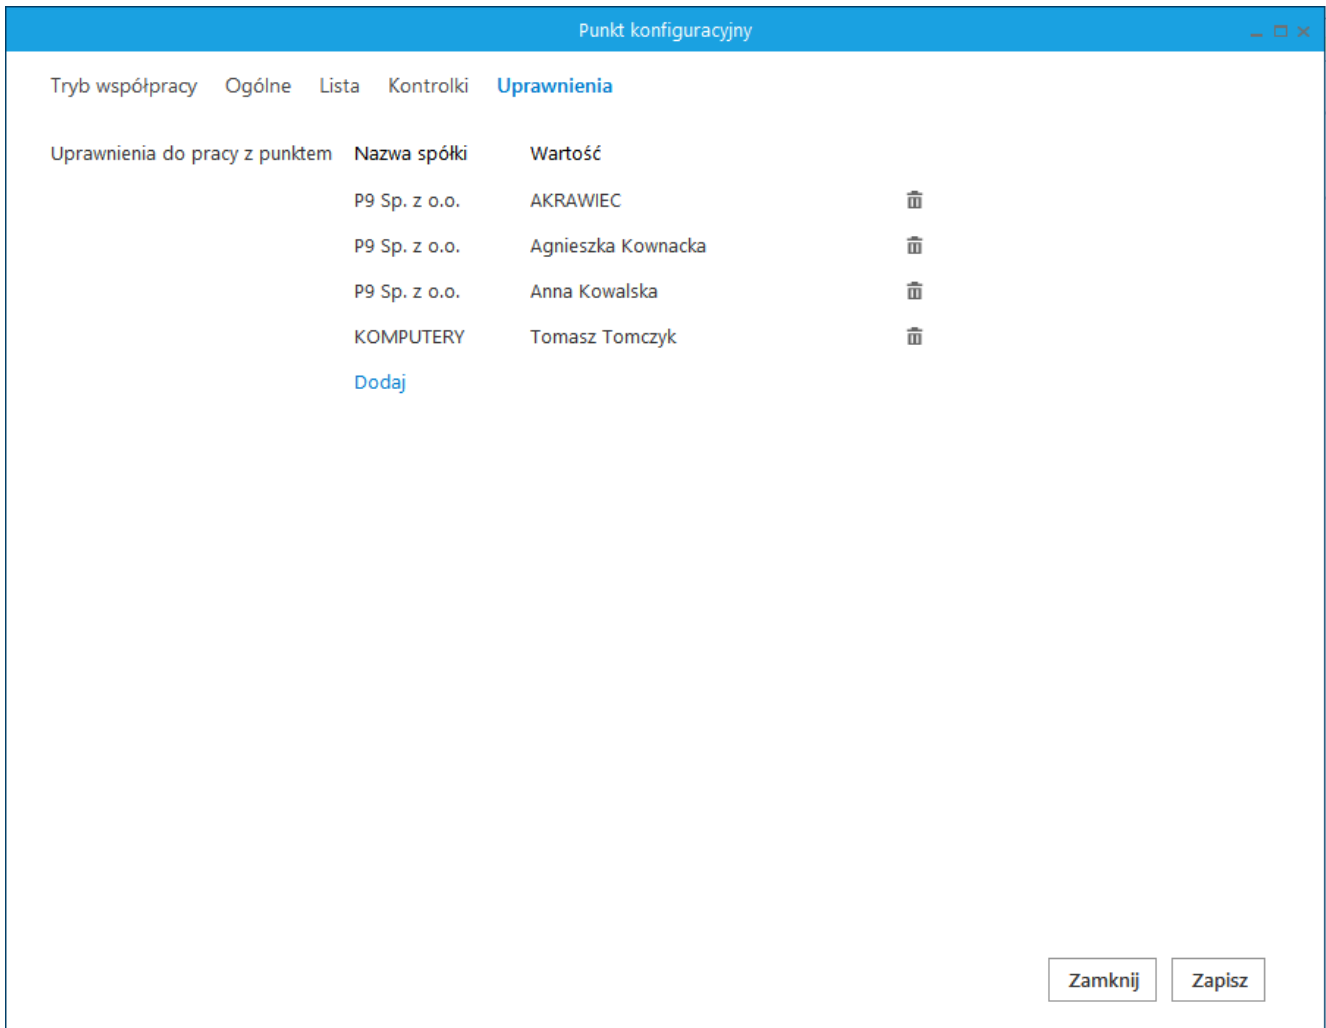 Punkt konfiguracyjny
Tryb współpracy Ogólne Lista Kontrolki Uprawnienia
Uprawnienia do pracy z punktem Nazwa spółki Wartość
P9 Sp. z o.o. AKRAWIEC
P9 Sp. z o.o. Agnieszka Kownacka
P9 Sp. z o.o. Anna Kowalska
KOMPUTERY Tomasz Tomczyk
Dodaj
Zamknij Zapisz